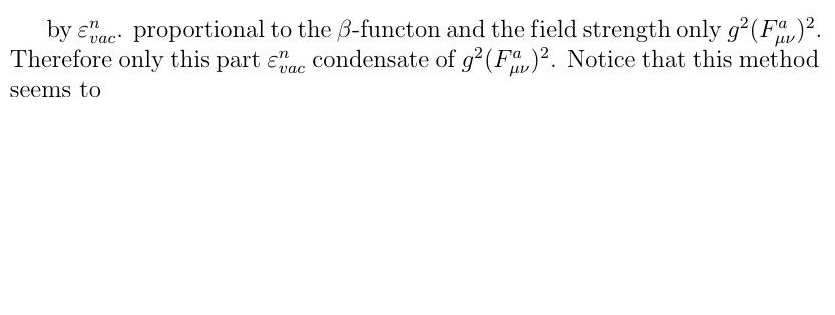 by $\varepsilon^n_{vac}$. proportional to the $\beta$-functon and the field strength only $g^2(F^a_{\mu\nu})^2$.
Therefore only this part $\varepsilon^n_{vac}$ condensate of $g^2(F^a_{\mu\nu})^2$. Notice that this method
seems to